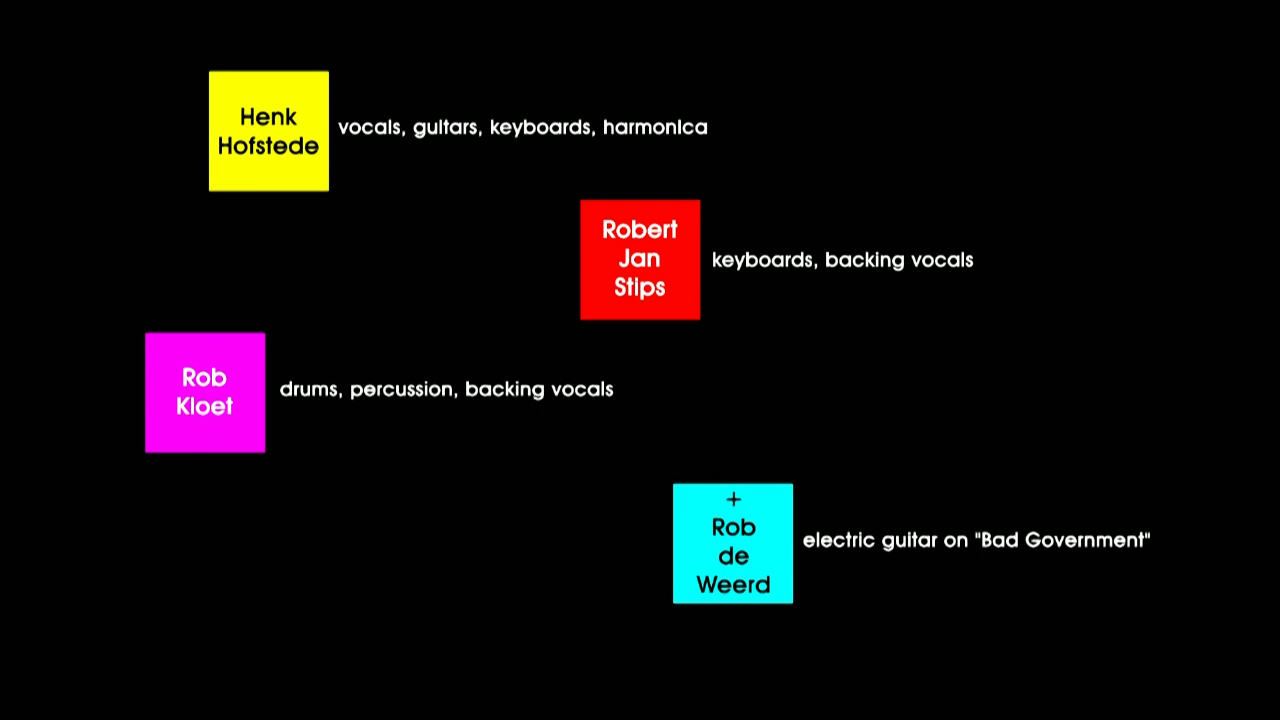 Henk
Hofstede
vocals, guitars, keyboards, harmonica
Robert
Jan
Stips
keyboards, backing vocals
Rob
Kloet
drums, percussion, backing vocals
+
Rob
de
Weerd
electric guitar on "Bad Government"